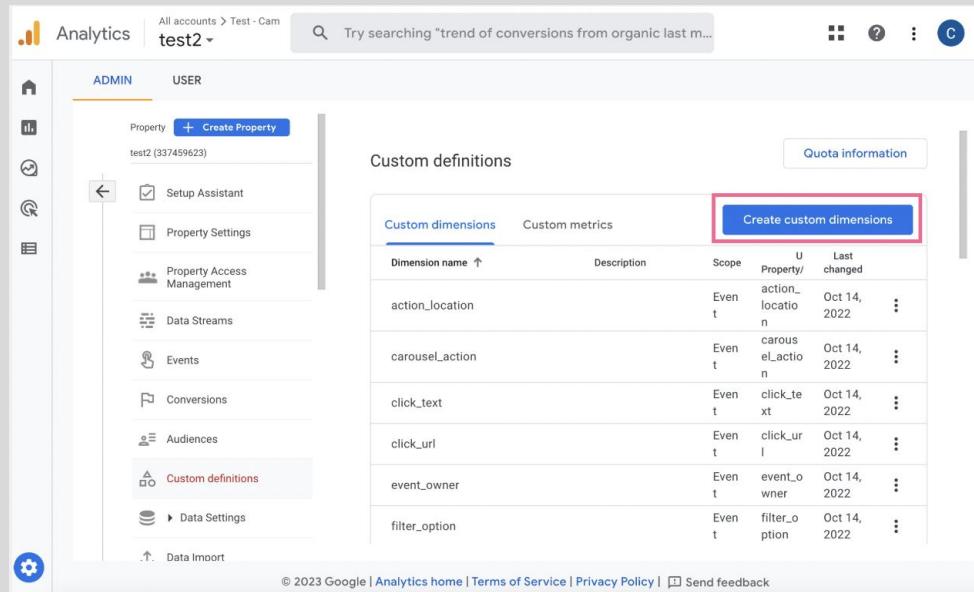 Analytics
All accounts > Test - Cam
test2
Try searching "trend of conversions from organic last m...
C
ADMIN
USER
Property
+ Create Property
test2 (337459623)
Setup Assistant
Property Settings
Property Access
Management
Data Streams
Events
Conversions
Audiences
Custom definitions
Data Settings
Data Import
Custom definitions
Quota information
Custom dimensions
Custom metrics
Create custom dimensions
Dimension name ↑
Description
Scope
U
Property/
Last
changed
action_location
Even
t
action_
locatio
n
Oct 14,
2022
carousel_action
Even
t
carous
el_actio
n
Oct 14,
2022
click_text
Even
t
click_te
xt
Oct 14,
2022
click_url
Even
t
click_ur
l
Oct 14,
2022
event_owner
Even
t
event_o
wner
Oct 14,
2022
filter_option
Even
t
filter_o
ption
Oct 14,
2022
© 2023 Google | Analytics home | Terms of Service | Privacy Policy | Send feedback